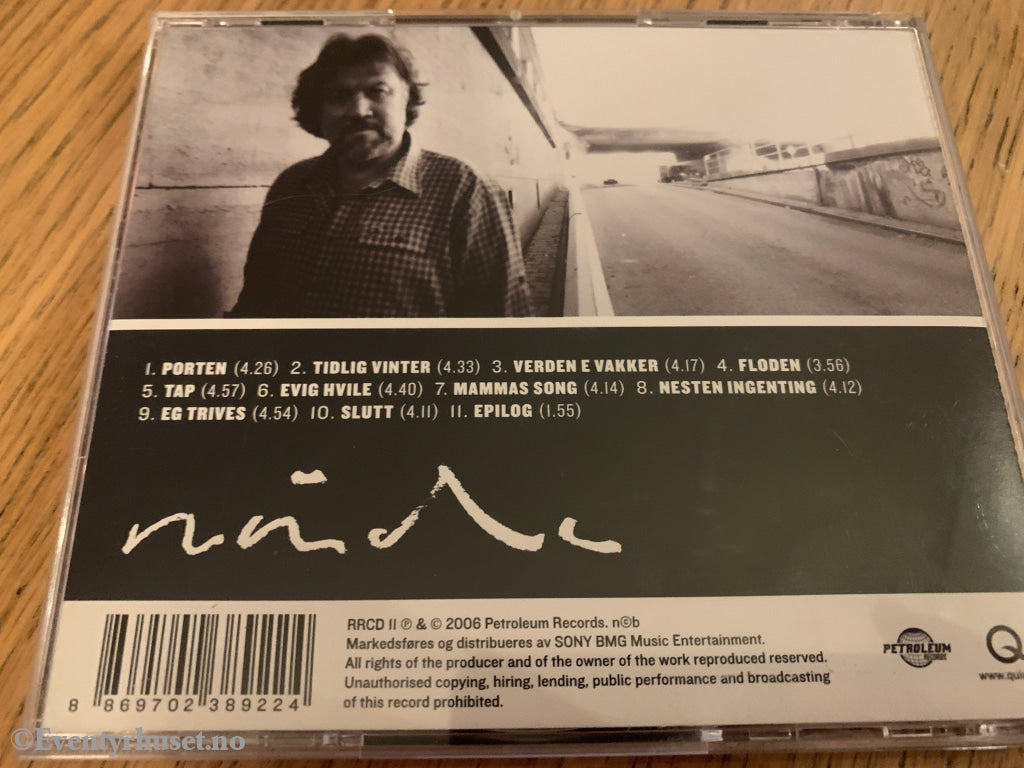 1. PORTEN (4.26) 2. TIDLIG VINTER (4.33) 3. VERDEN E VAKKER (4.17) 4. FLODEN (3.56)
5. TAP (4.57) 6. EVIG HVILE (4.40) 7. MAMMAS SONG (4.14) 8. NESTEN INGENTING (4.12)
9. EG TRIVES (4.54) 10. SLUTT (4.11) 11. EPILOG (1.55)
nåde
RRCD 11 ℗ & © 2006 Petroleum Records. n©b
Markedsføres og distribueres av SONY BMG Music Entertainment.
All rights of the producer and of the owner of the work reproduced reserved.
Unauthorised copying, hiring, lending, public performance and broadcasting
of this record prohibited.
8 869702 389224
PETROLEUM
RECORDS
Q
©Eventyrhuset.no